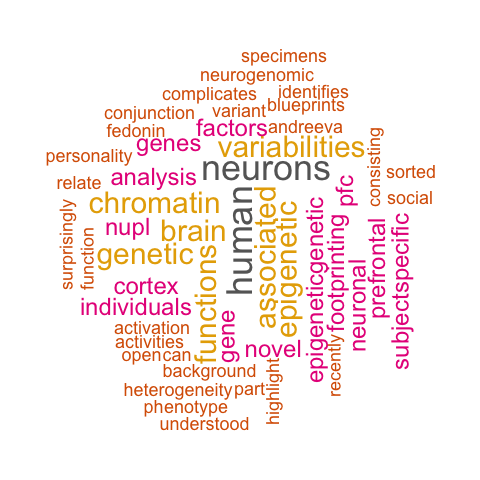 specimens
neurogenomic
complicates
identifies
variant
blueprints
conjunction
factors
andreeva
fedonin
genes
variabilities
personality
neurons
consisting
sorted
relate
analysis
pfc
social
chromatin
human
associated
epigenetic
surprisingly
function
nupl
brain
genetic
functions
epigeneticgenetic
footprinting
neuronal
prefrontal
subjectspecific
cortex
individuals
gene
activation
activities
opencan
novel
recently
background
heterogeneity
part
highlight
phenotype
understood